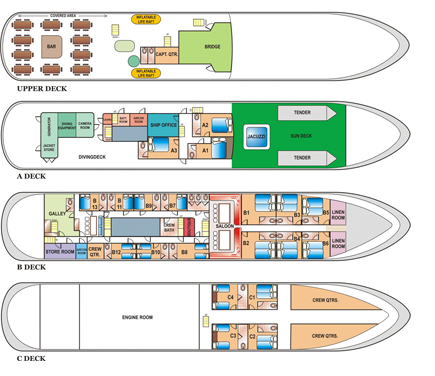 COVERED AREA
INFLATABLE
LIFE RAFT
BAR
BRIDGE
CAPT. QTR.
INFLATABLE
LIFE RAFT
UPPER DECK
GENERATOR
DIVING
EQUIPMENT
CAMERA
ROOM
JACKET
STORE
DIVINGDECK
SHIP OFFICE
A2
A3
A1
TENDER
JACUZZI
SUN DECK
TENDER
A DECK
GALLEY
B
13
B
11
B9
B7
SALOON
B1
B3
B5
LINEN
ROOM
CREW
BATH
STORE ROOM
CREW
QTR.
B12
B10
B8
B2
B4
B6
LINEN
ROOM
B DECK
ENGINE ROOM
C4
C1
CREW QTRS.
C3
C2
CREW QTRS.
C DECK